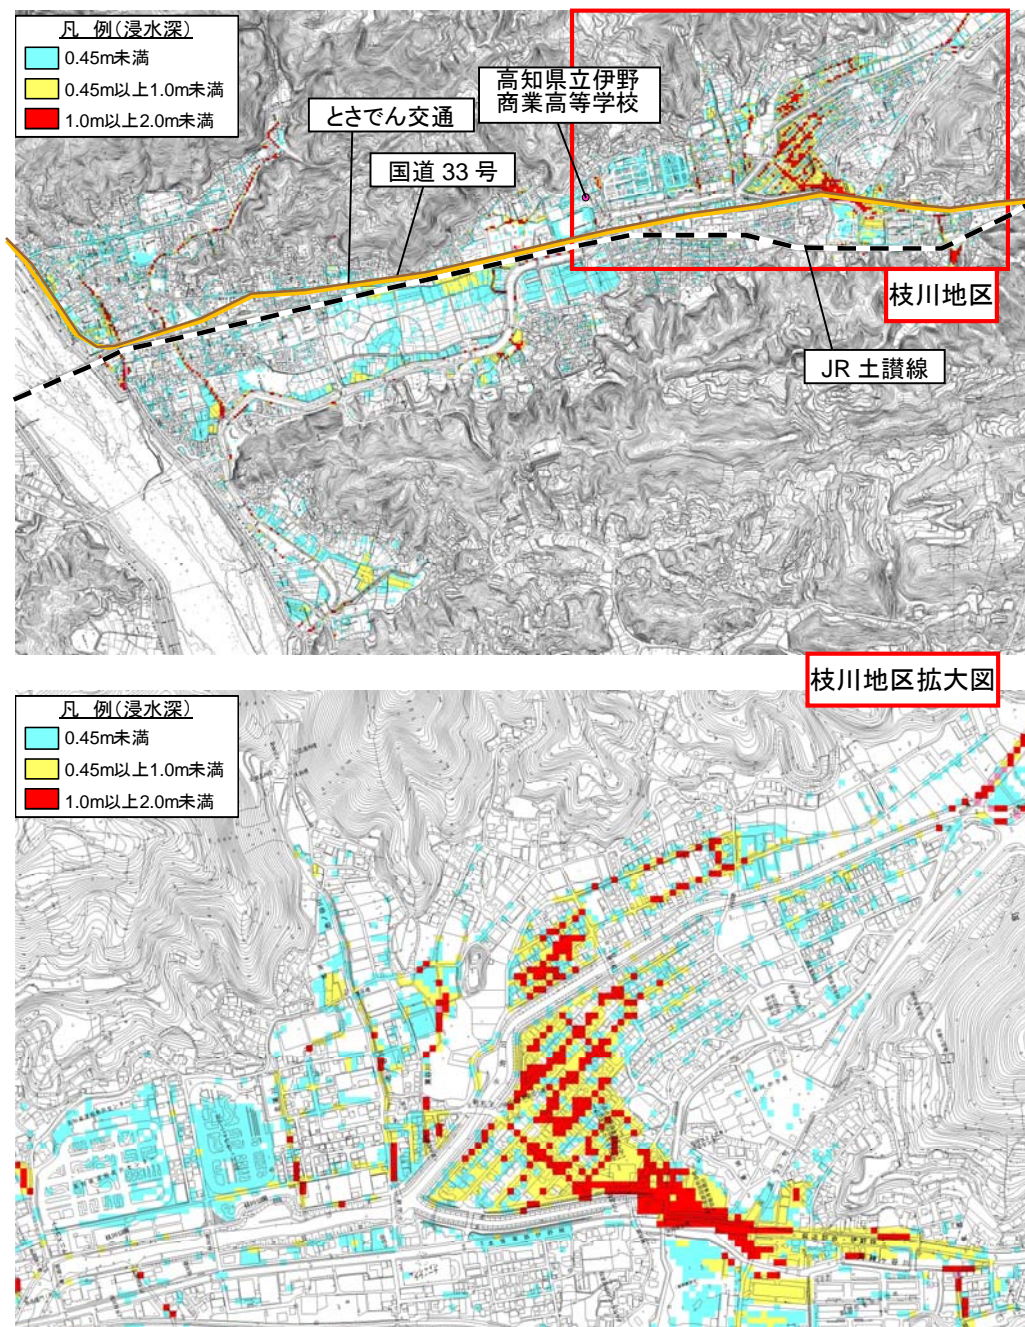 凡 例(浸水深)
0.45m未満
0.45m以上1.0m未満
1.0m以上2.0m未満
とさでん交通
国道 33 号
高知県立伊野
商業高等学校
枝川地区
JR 土讃線
枝川地区拡大図
凡 例(浸水深)
0.45m未満
0.45m以上1.0m未満
1.0m以上2.0m未満